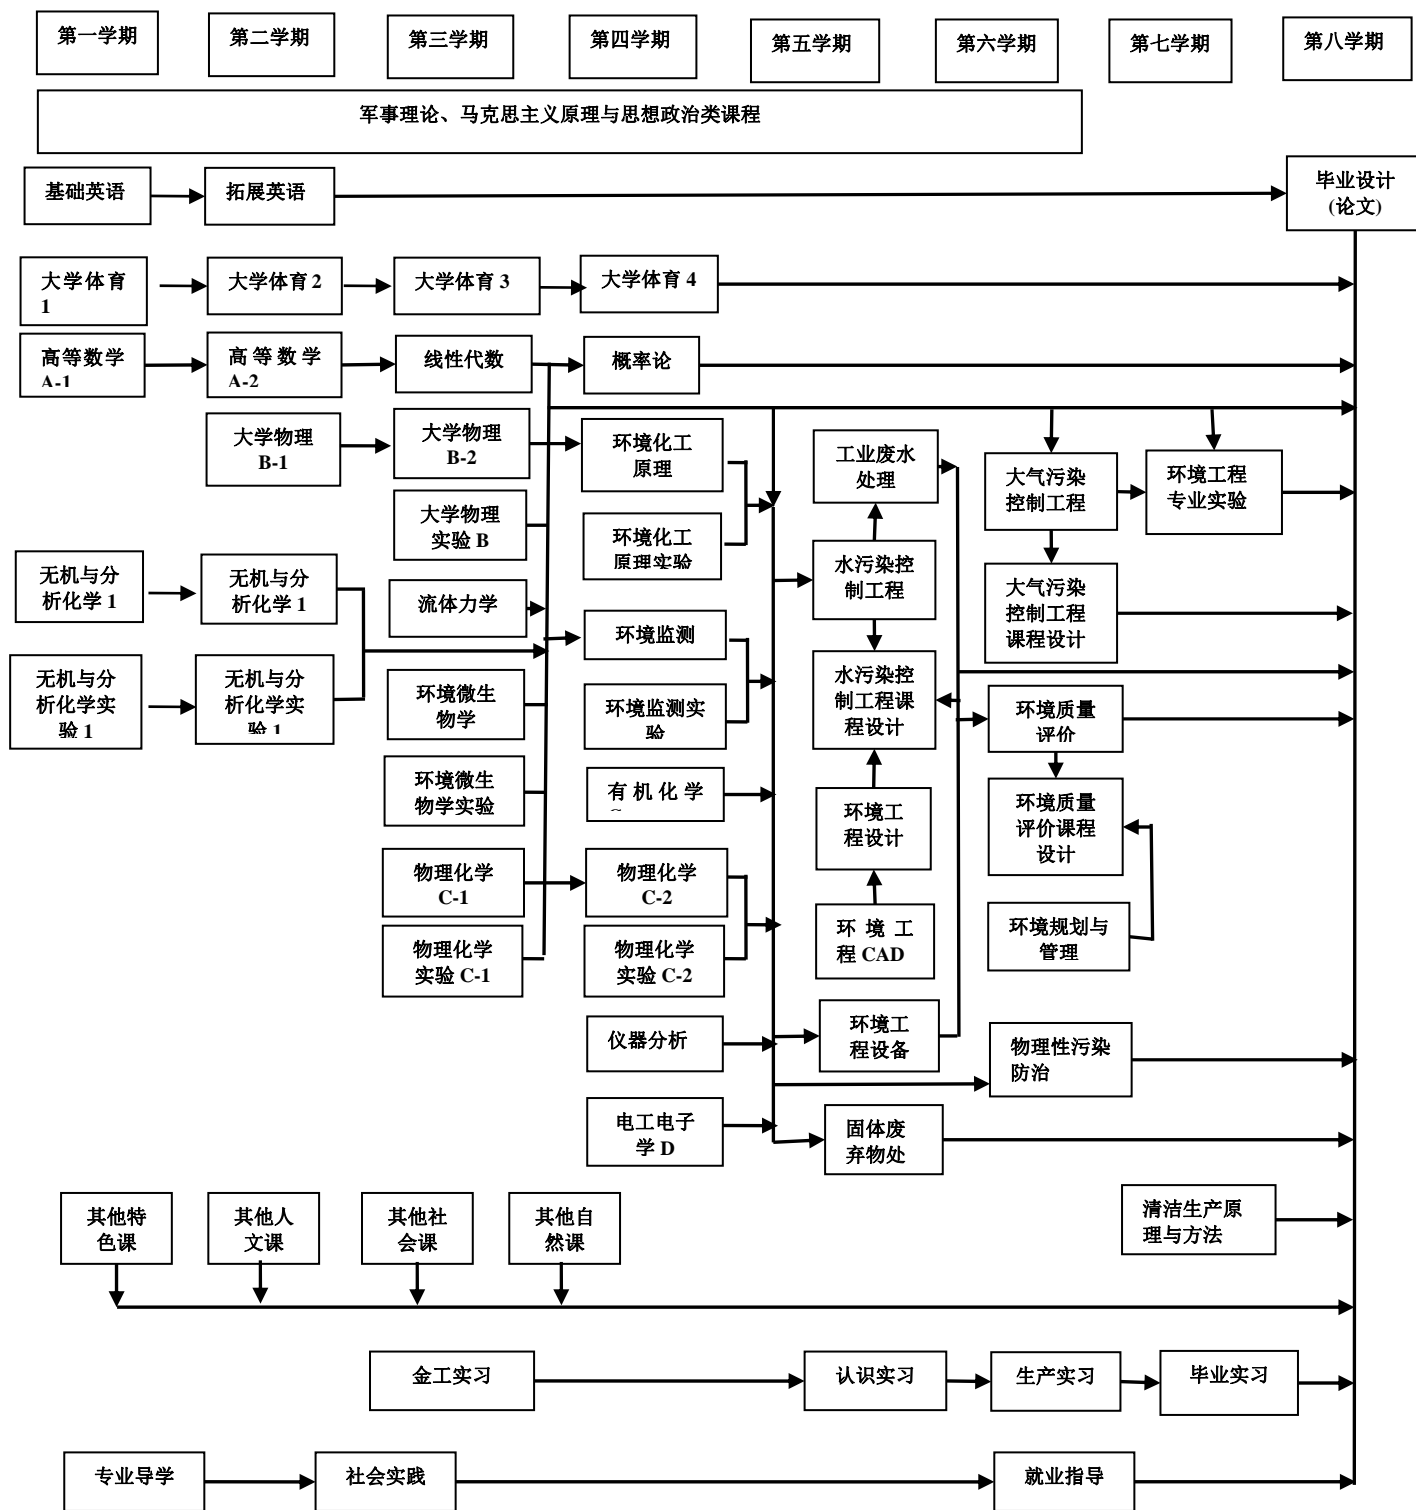 第一学期
第二学期
第三学期
第四学期
第五学期
第六学期
第七学期
第八学期
军事理论、马克思主义原理与思想政治类课程
基础英语
拓展英语
毕业设计
(论文)
大学体育
1
大学体育 2
大学体育 3
大学体育 4
高等数学
A-1
高等数学
A-2
线性代数
概率论
大学物理
B-1
大学物理
B-2
环境化工
原理
工业废水
处理
大气污染
控制工程
环境工程
专业实验
大学物理
实验 B
环境化工
原理实验
无机与分
析化学 1
无机与分
析化学 1
流体力学
水污染控
制工程
大气污染
控制工程
课程设计
环境监测
无机与分
析化学实
验 1
无机与分
析化学实
验 1
环境微生
物学
环境监测实
验
水污染控
制工程课
程设计
环境质量
评价
环境微生
物学实验
有机化学
环境工
程设计
环境质量
评价课程
设计
物理化学
C-1
物理化学
C-2
环境工
程CAD
环境规划与
管理
物理化学
实验 C-1
物理化学
实验 C-2
仪器分析
环境工
程设备
物理性污染
防治
电工电子
学 D
固体废
弃物处
其他特
色课
其他人
文课
其他社
会课
其他自
然课
清洁生产原
理与方法
金工实习
认识实习
生产实习
毕业实习
专业导学
社会实践
就业指导